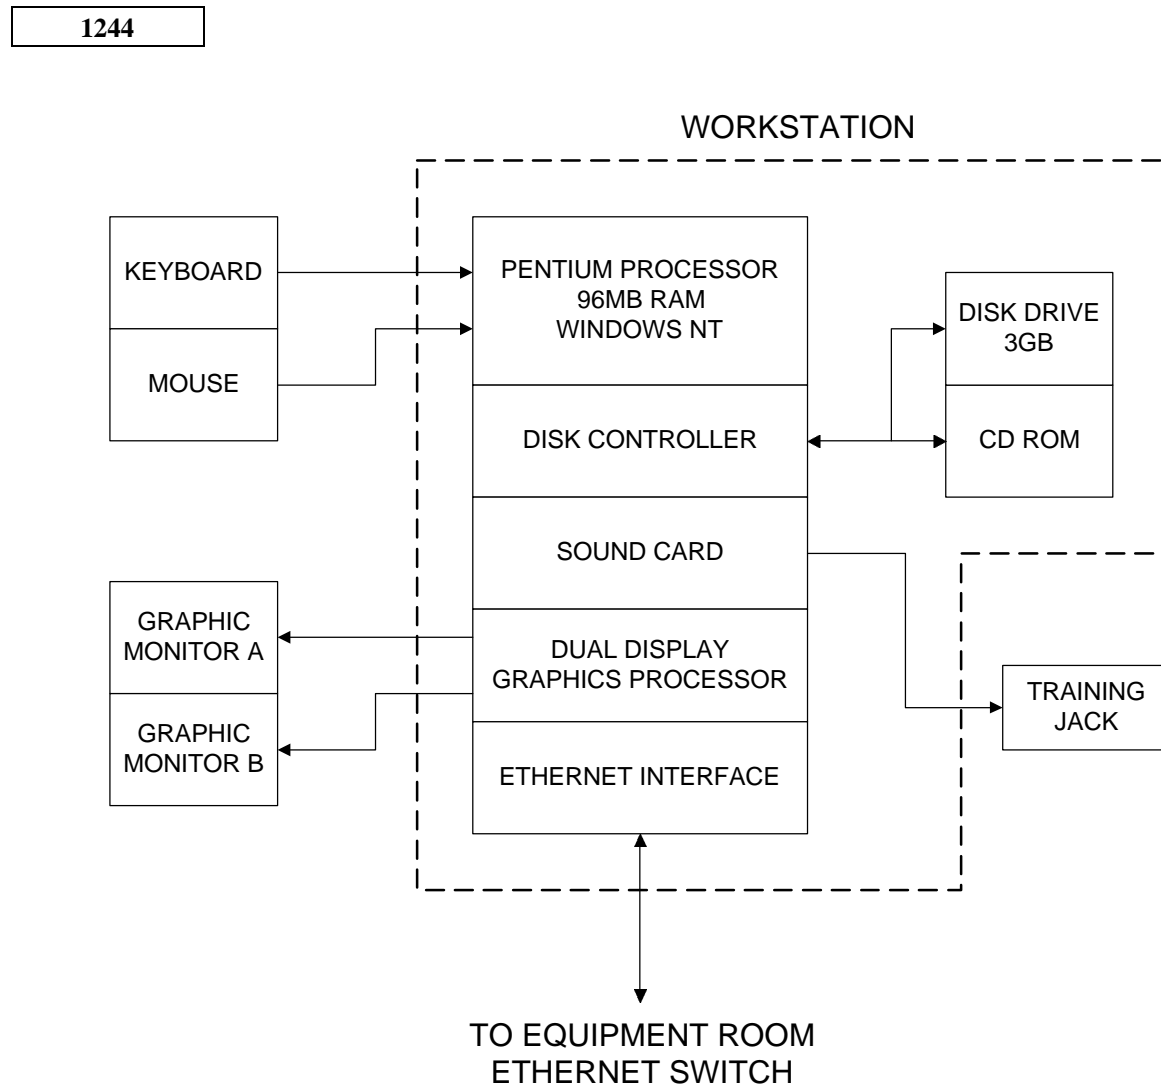 1244
WORKSTATION
KEYBOARD
MOUSE
PENTIUM PROCESSOR
96MB RAM
WINDOWS NT
DISK CONTROLLER
SOUND CARD
DUAL DISPLAY
GRAPHICS PROCESSOR
ETHERNET INTERFACE
DISK DRIVE
3GB
CD ROM
GRAPHIC
MONITOR A
GRAPHIC
MONITOR B
TRAINING
JACK
TO EQUIPMENT ROOM
ETHERNET SWITCH